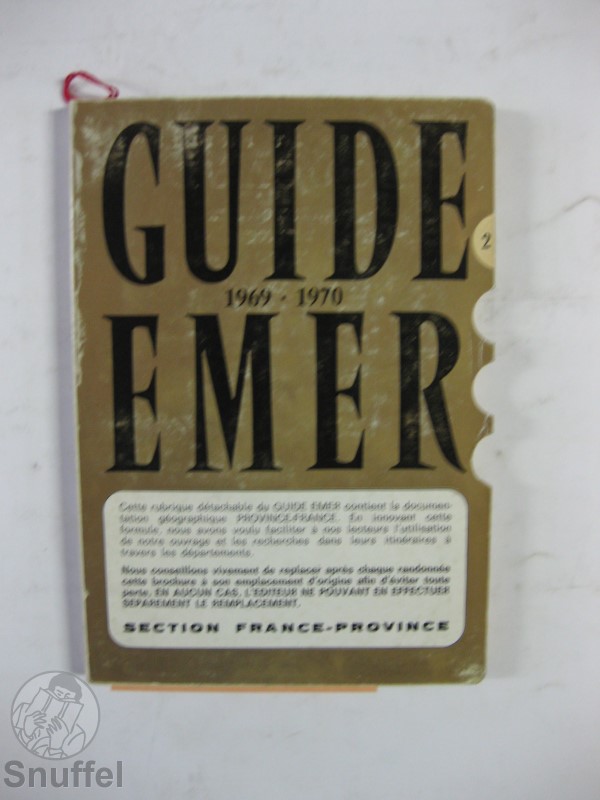 GUIDE
2
1969 - 1970
EMER
Cette rubrique détachable du GUIDE EMER contient la documen-
tation géographique PROVINCE-FRANCE. En innovant cette
formule, nous avons voulu faciliter à nos lecteurs l'utilisation
de notre ouvrage et les recherches dans leurs itinéraires à
travers les départements.
Nous conseillons vivement de replacer après chaque randonnée
cette brochure à son emplacement d'origine afin d'éviter toute
perte, EN AUCUN CAS, L'EDITEUR NE POUVANT EN EFFECTUER
SEPAREMENT LE REMPLACEMENT.
SECTION FRANCE-PROVINCE
Snuffel